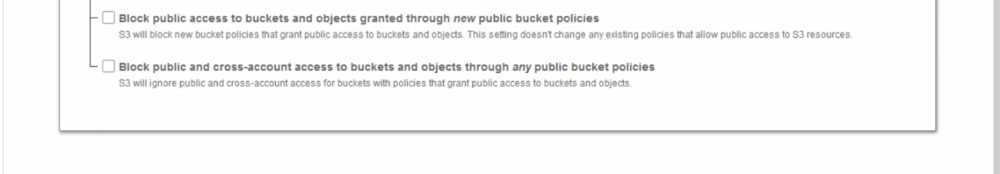 Block public access to buckets and objects granted through new public bucket policies
S3 will block new bucket policies that grant public access to buckets and objects. This setting doesn't change any existing policies that allow public access to S3 resources.
Block public and cross-account access to buckets and objects through any public bucket policies
S3 will ignore public and cross-account access for buckets with policies that grant public access to buckets and objects.